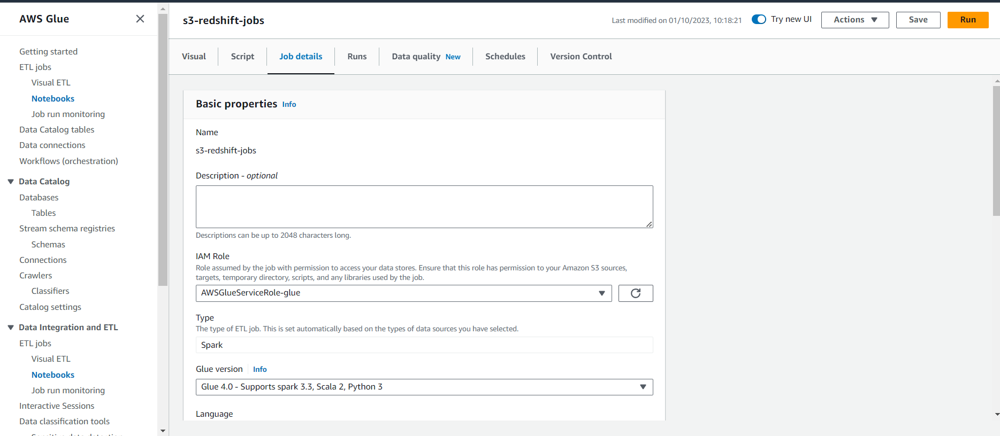 AWS Glue
Getting started
ETL jobs
Visual ETL
Notebooks
Job run monitoring
Data Catalog tables
Data connections
Workflows (orchestration)
Data Catalog
Databases
Tables
Stream schema registries
Schemas
Connections
Crawlers
Classifiers
Catalog settings
Data Integration and ETL
ETL jobs
Visual ETL
Notebooks
Job run monitoring
Interactive Sessions
Data classification tools
s3-redshift-jobs
Last modified on 01/10/2023, 10:18:21
Try new UI
Actions
Save
Run
Visual
Script
Job details
Runs
Data quality New
Schedules
Version Control
Basic properties Info
Name
s3-redshift-jobs
Description - optional
Descriptions can be up to 2048 characters long.
IAM Role
Role assumed by the job with permission to access your data stores. Ensure that this role has permission to your Amazon S3 sources,
targets, temporary directory, scripts, and any libraries used by the job.
AWSGlueServiceRole-glue
Type
The type of ETL job. This is set automatically based on the types of data sources you have selected.
Spark
Glue version Info
Glue 4.0 - Supports spark 3.3, Scala 2, Python 3
Language